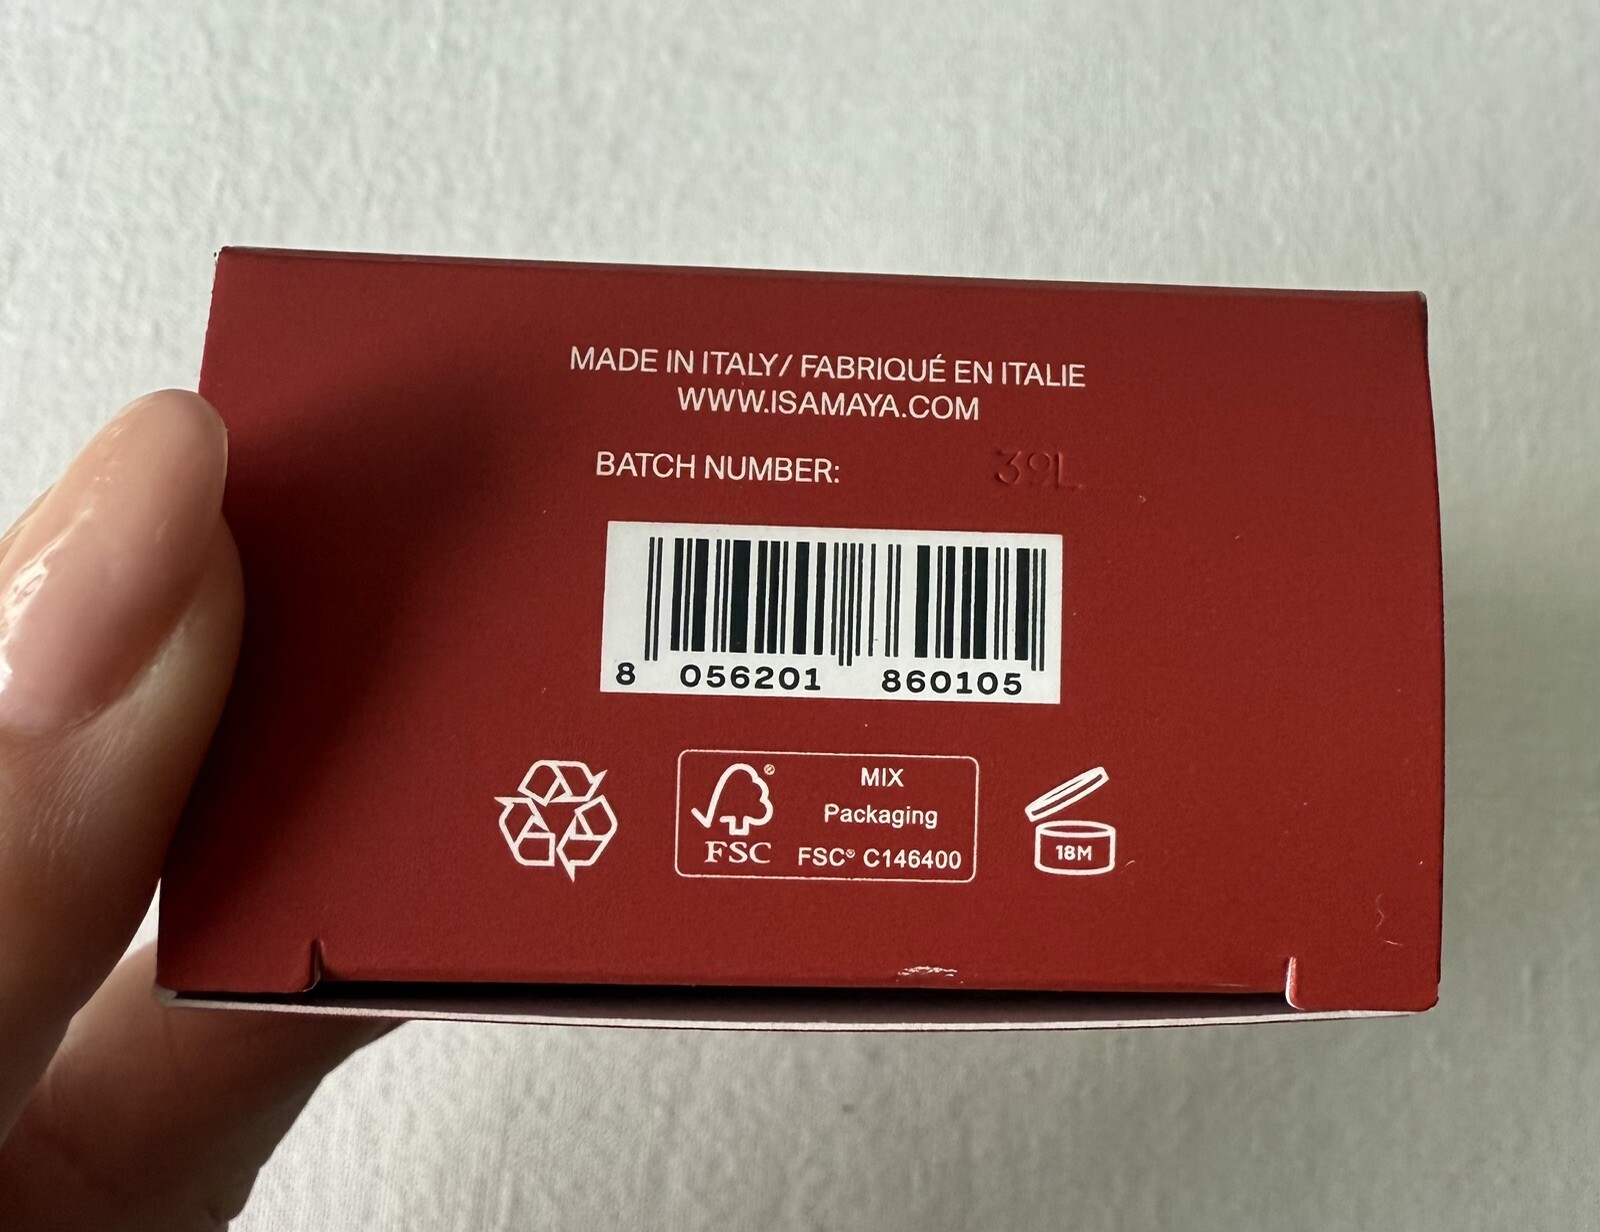 MADE IN ITALY/ FABRIQUÉ EN ITALIE
WWW.ISAMAYA.COM
BATCH NUMBER: 39L
8 056201 860105
FSC®
MIX
Packaging
FSC® C146400
18M